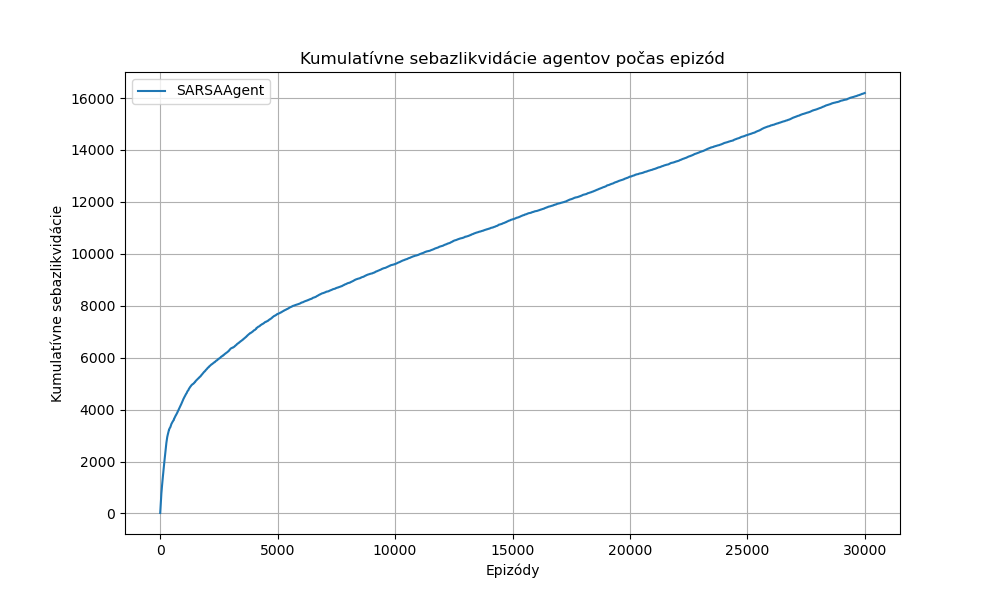 Kumulatívne sebazlikvidácie agentov počas epizód
SARSAAgent
Kumulatívne sebazlikvidácie
16000
14000
12000
10000
8000
6000
4000
2000
0
0 5000 10000 15000 20000 25000 30000
Epizódy